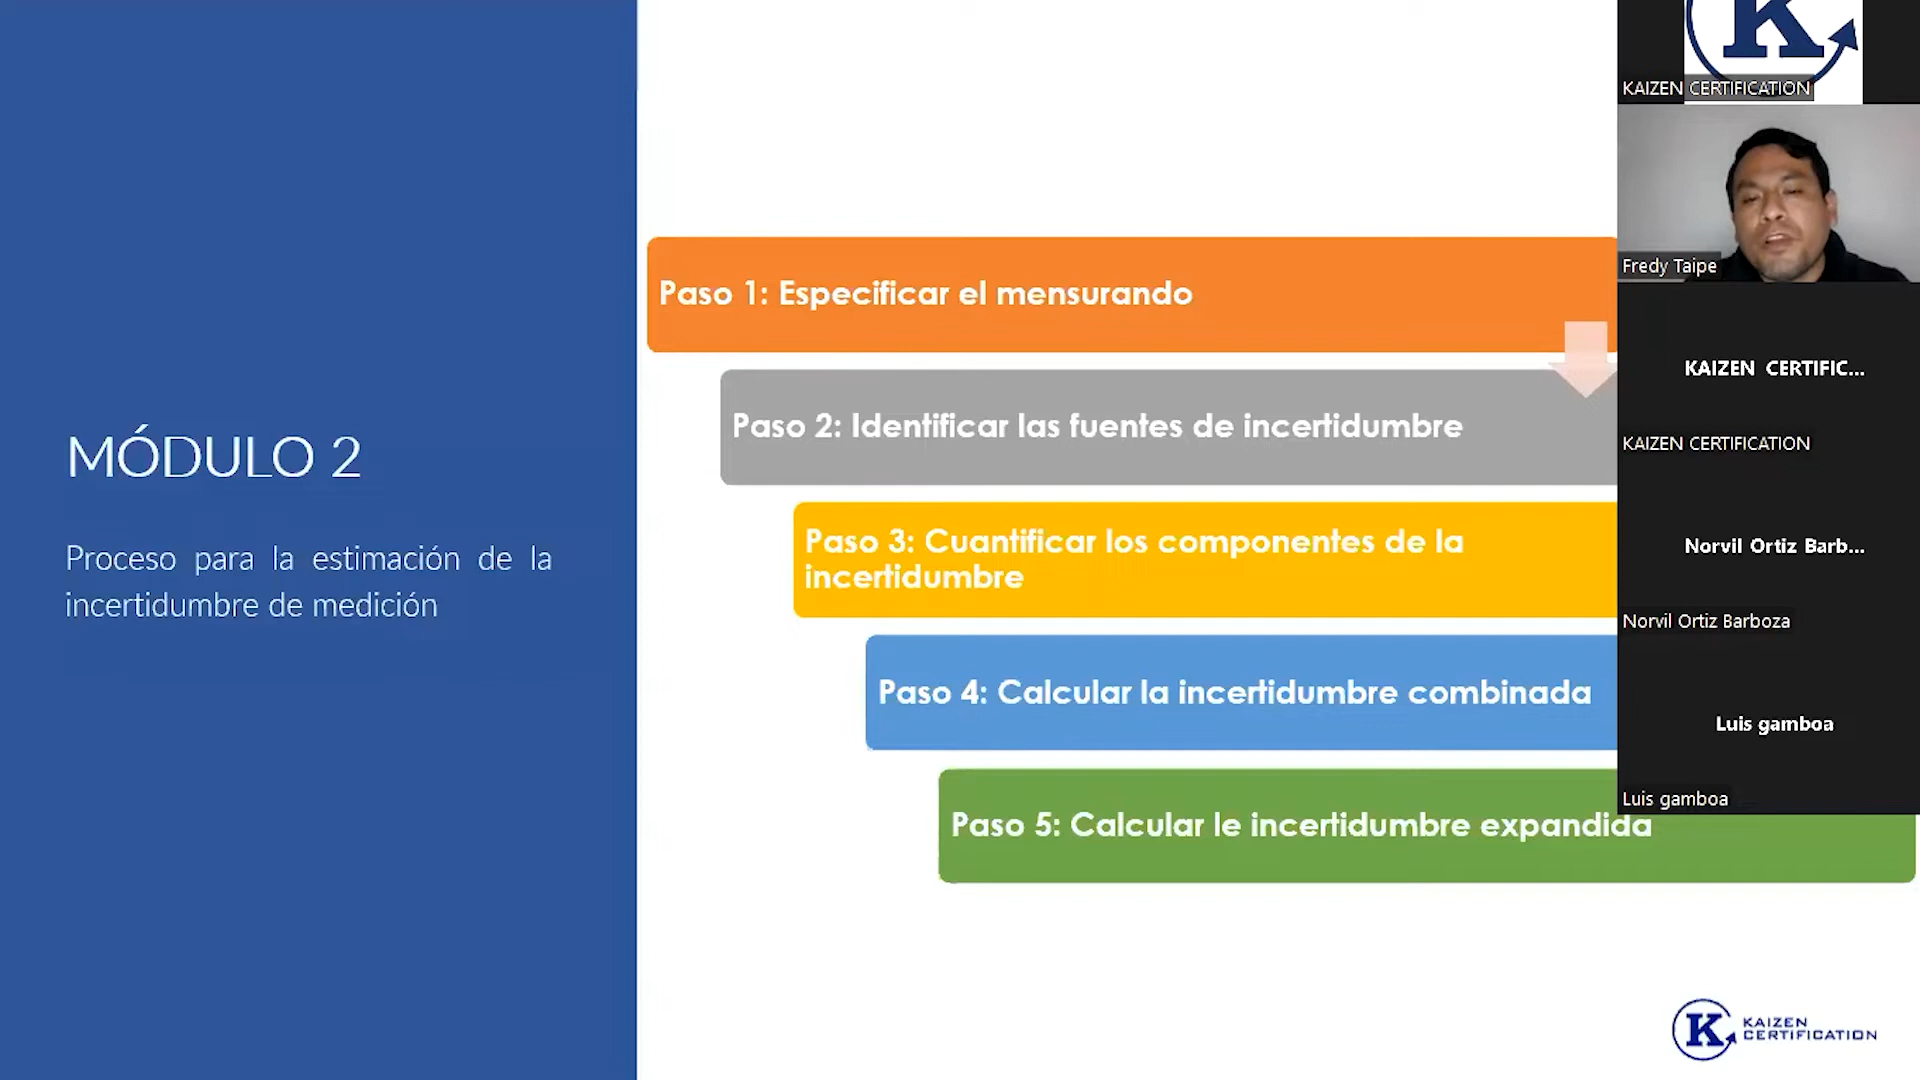 MÓDULO 2
Proceso para la estimación de la
incertidumbre de medición
Paso 1: Especificar el mensurando
Paso 2: Identificar las fuentes de incertidumbre
Paso 3: Cuantificar los componentes de la
incertidumbre
Paso 4: Calcular la incertidumbre combinada
Paso 5: Calcular le incertidumbre expandida
K
KAIZEN CERTIFICATION
Fredy Taipe
KAIZEN CERTIFIC...
KAIZEN CERTIFICATION
Norvil Ortiz Barb...
Norvil Ortiz Barboza
Luis gamboa
Luis gamboa
K
KAIZEN
CERTIFICATION